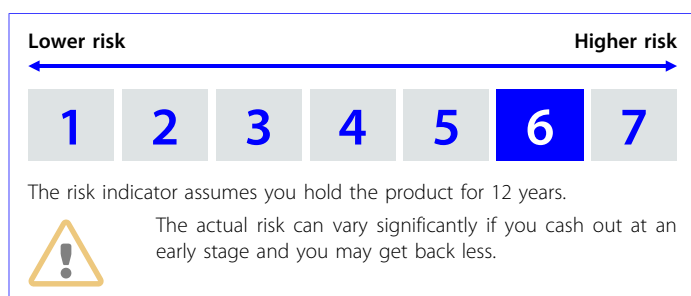 Lower risk Higher risk
1 2 3 4 5 6 7
The risk indicator assumes you hold the product for 12 years.
The actual risk can vary significantly if you cash out at an
early stage and you may get back less.